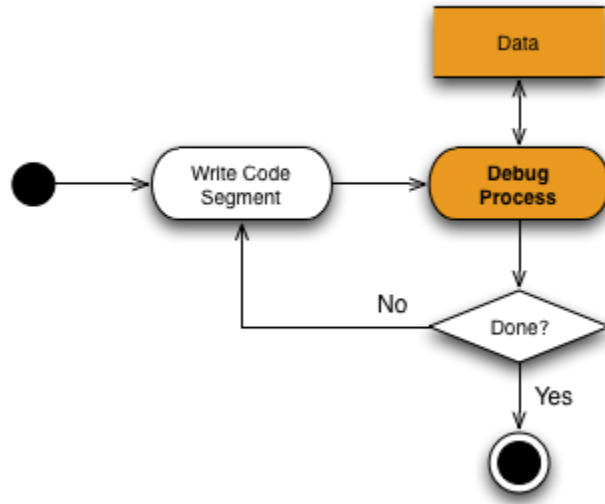 Data
Write Code
Segment
Debug
Process
No
Done?
Yes